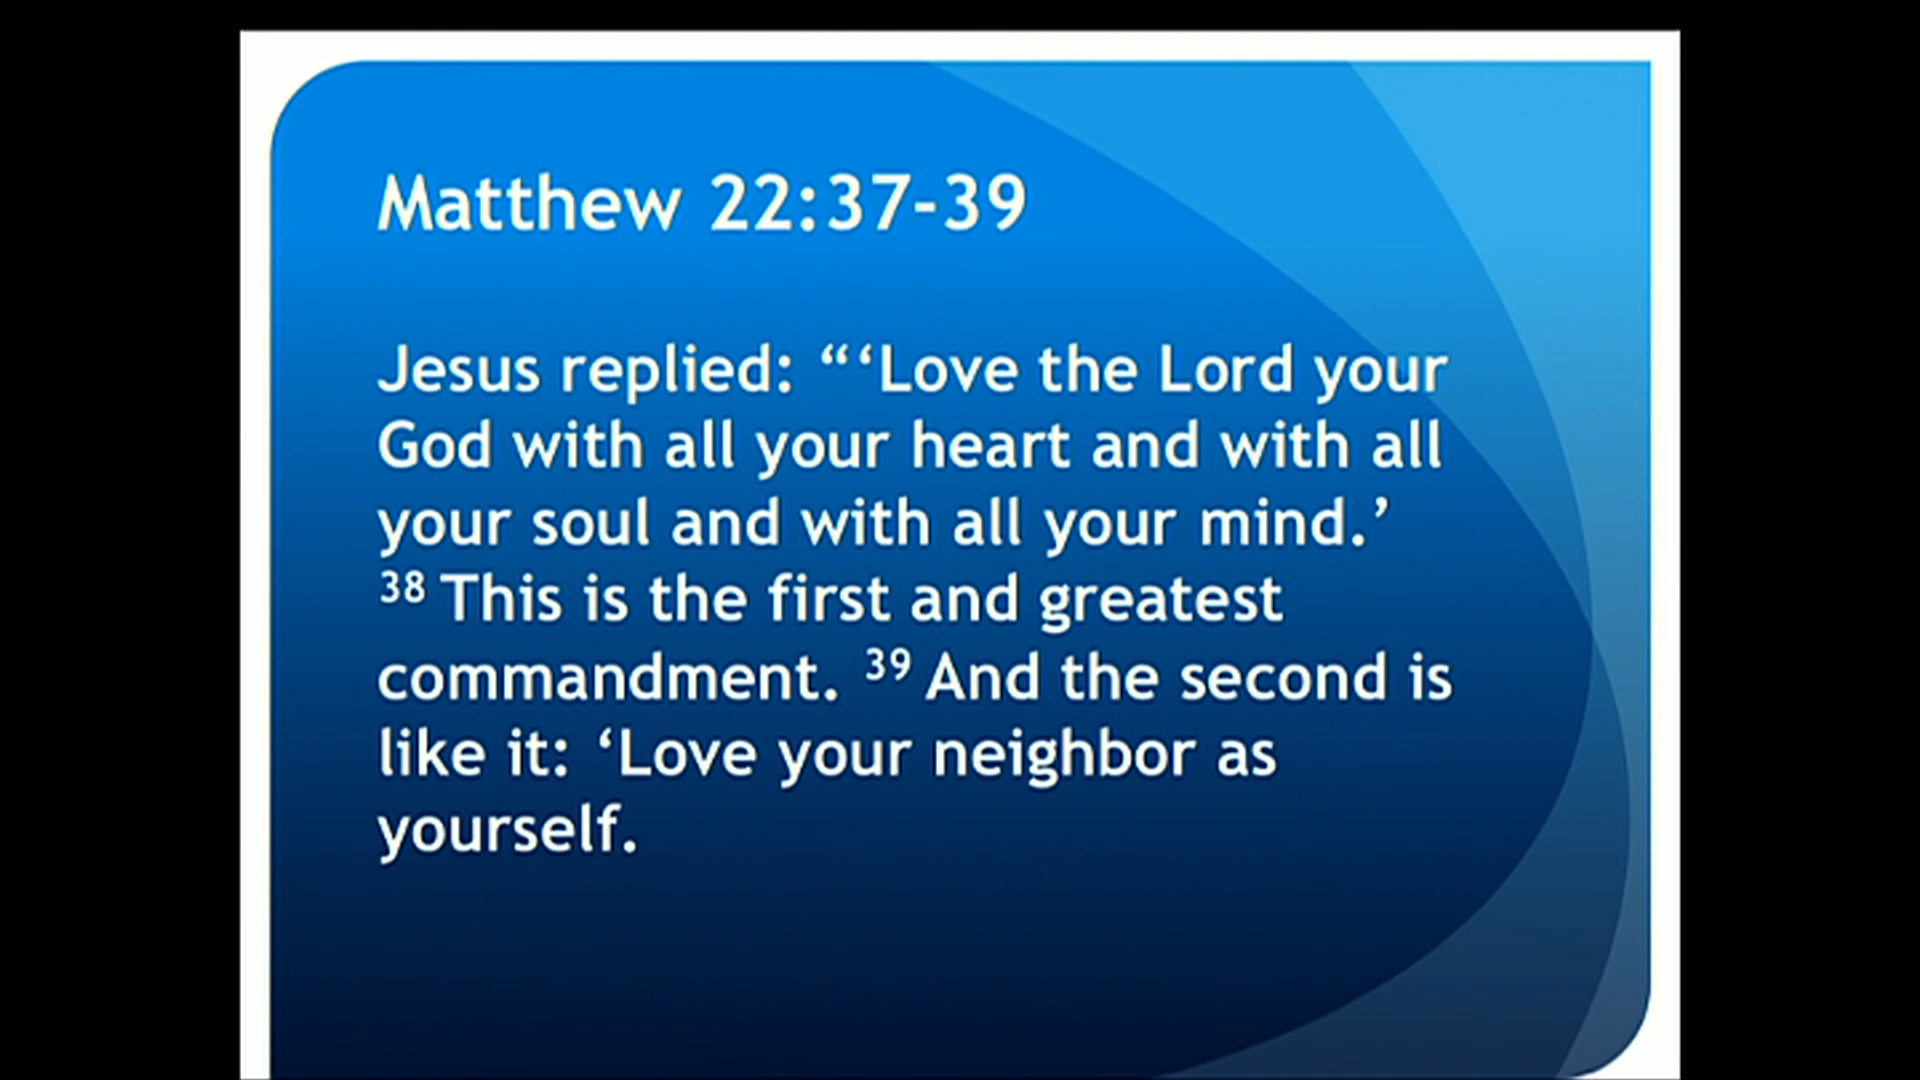 Matthew 22:37-39
Jesus replied: “‘Love the Lord your
God with all your heart and with all
your soul and with all your mind.’
38 This is the first and greatest
commandment. 39 And the second is
like it: ‘Love your neighbor as
yourself.